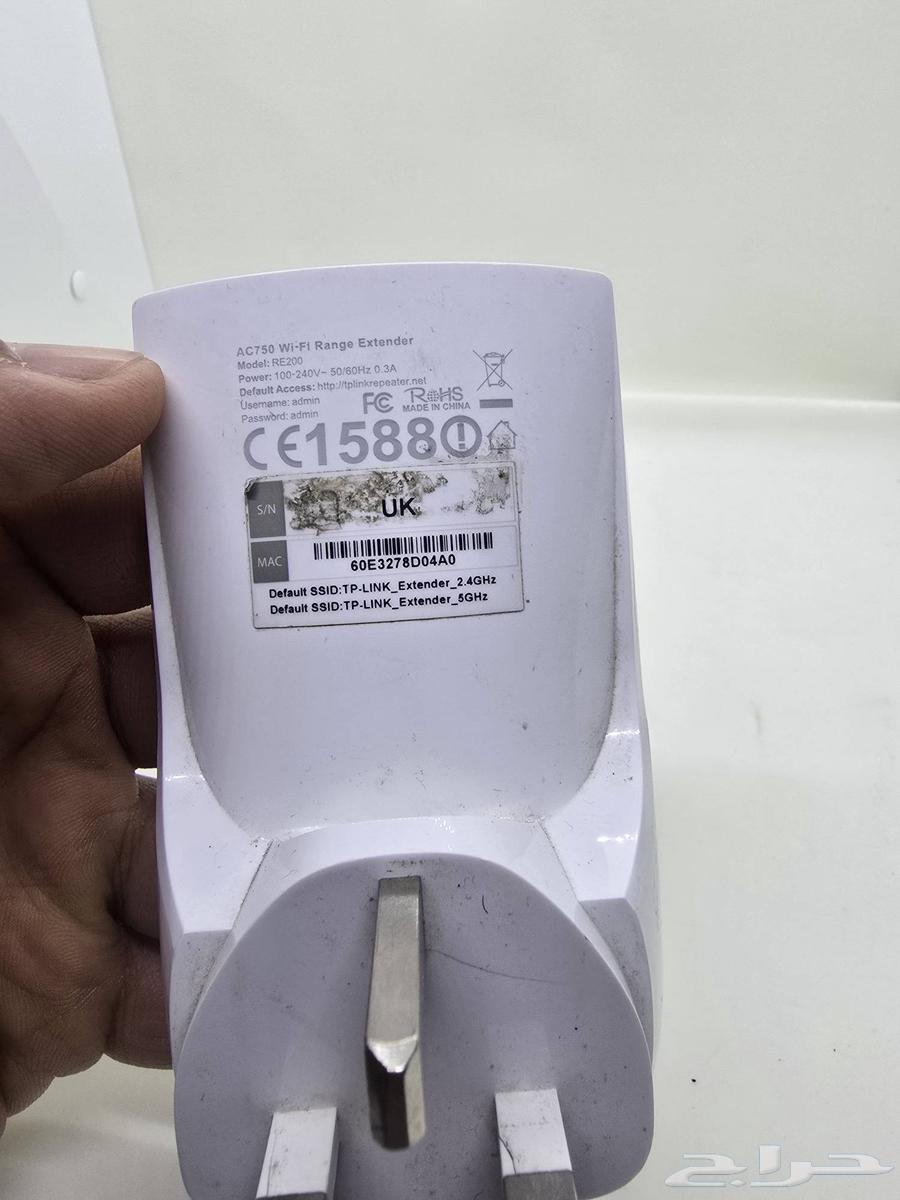 AC750 Wi-Fi Range Extender
Model: RE200
Power: 100-240V~ 50/60Hz 0.3A
Default Access: http://tplinkrepeater.net
Username: admin
Password: admin
FC RoHS
MADE IN CHINA
CE1588
S/N UK
MAC 60E3278D04A0
Default SSID:TP-LINK_Extender_2.4GHz
Default SSID:TP-LINK_Extender_5GHz
حراج